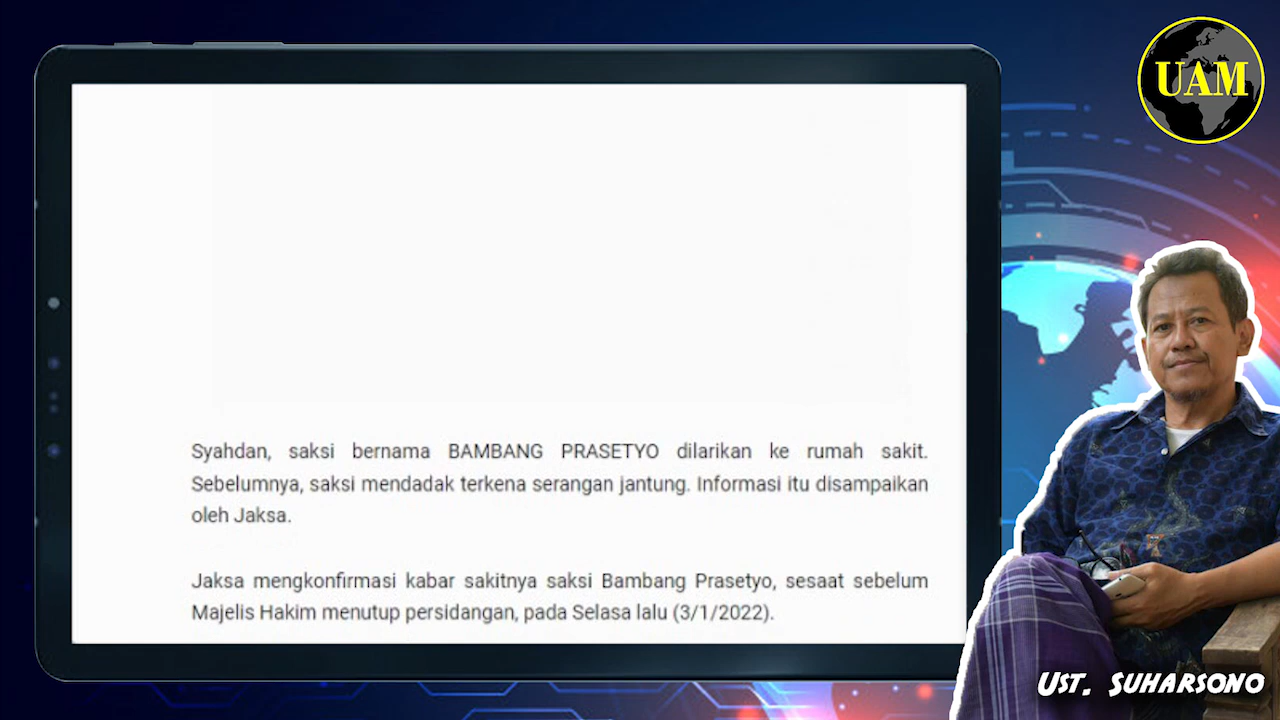 UAM
Syahdan, saksi bernama BAMBANG PRASETYO dilarikan ke rumah sakit.
Sebelumnya, saksi mendadak terkena serangan jantung. Informasi itu disampaikan
oleh Jaksa.
Jaksa mengkonfirmasi kabar sakitnya saksi Bambang Prasetyo, sesaat sebelum
Majelis Hakim menutup persidangan, pada Selasa lalu (3/1/2022).
UST. SUHARSONO